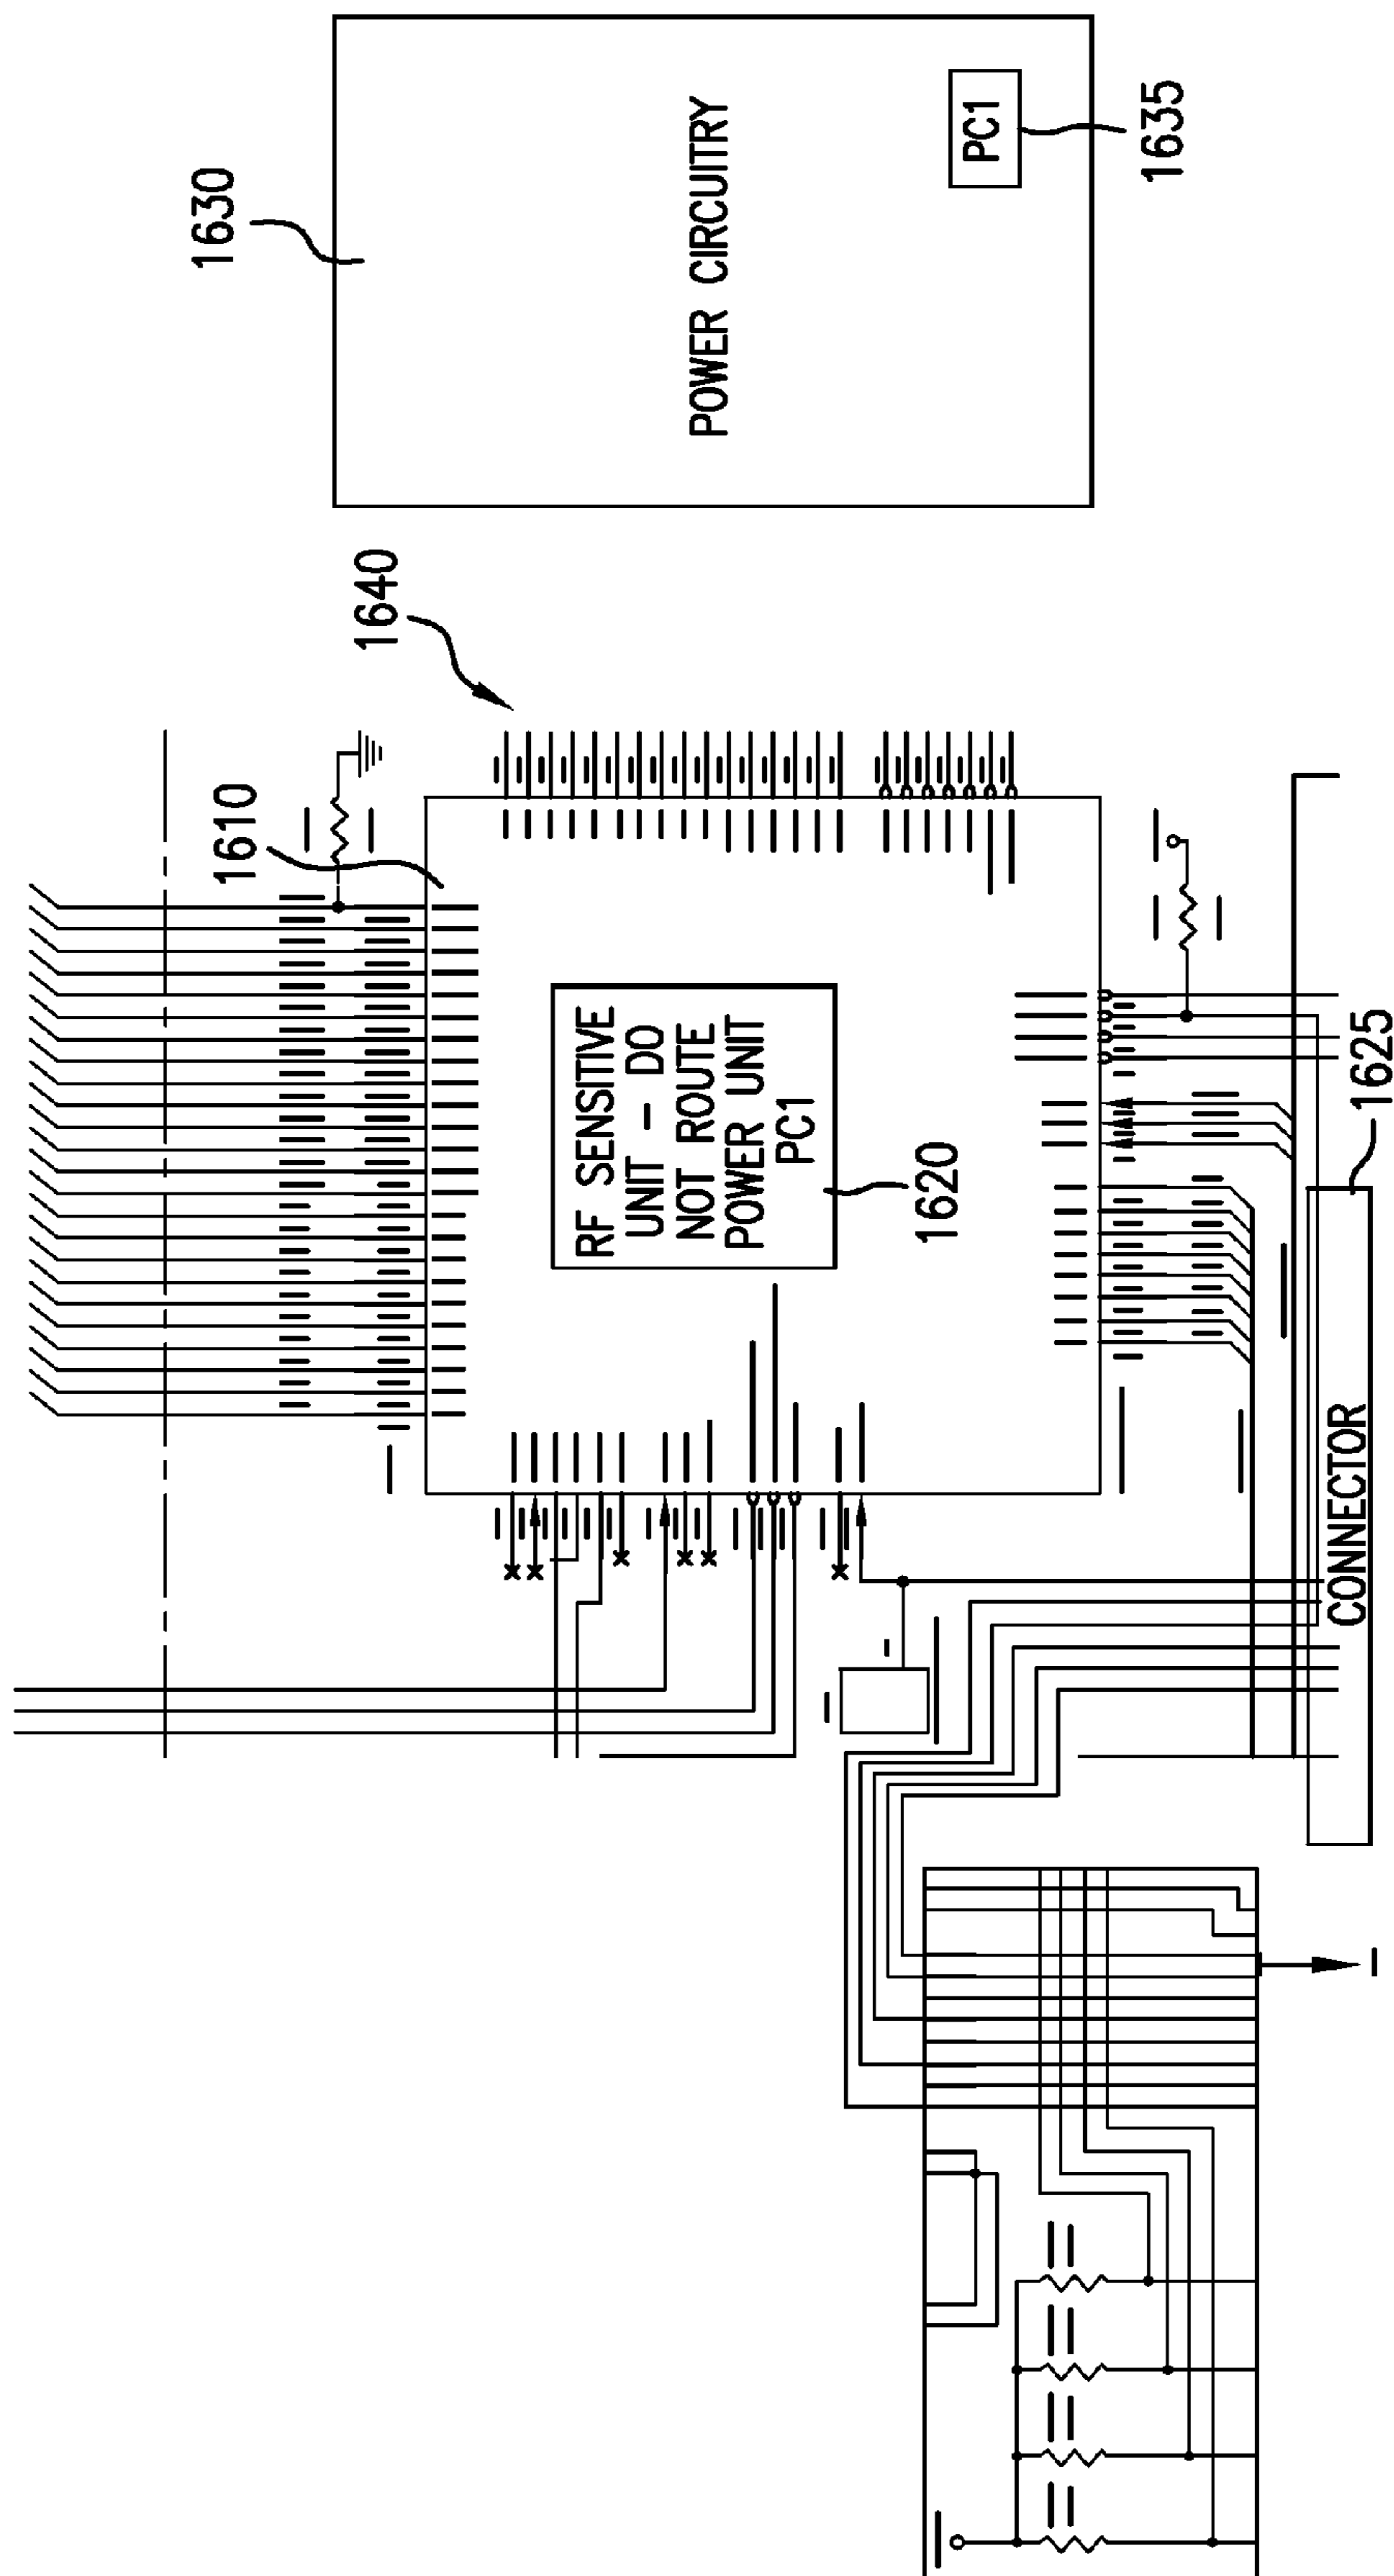 1630
POWER CIRCUITRY
PC1
1635
1640
1610
RF SENSITIVE
UNIT - DO
NOT ROUTE
POWER UNIT
PC1
1620
1625
CONNECTOR